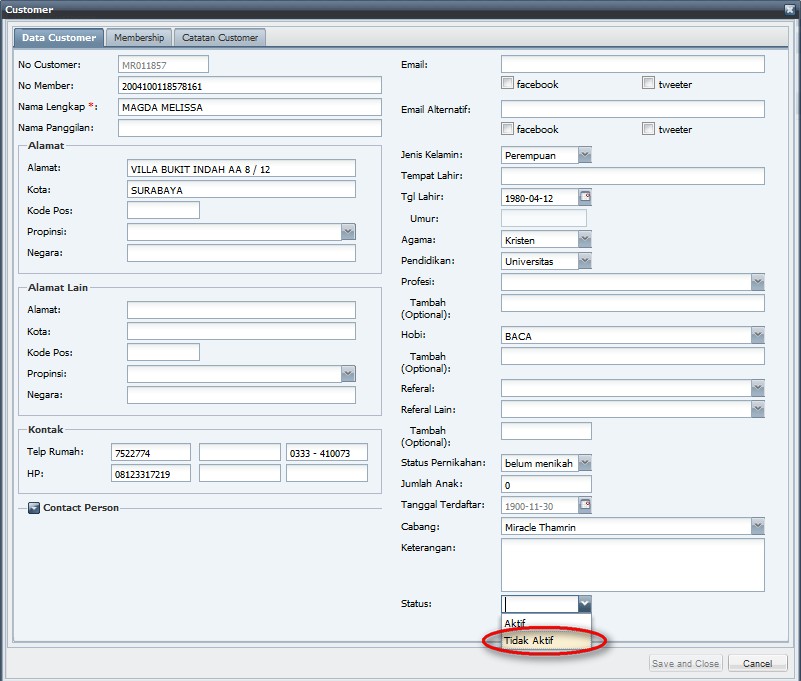 Customer
Data Customer Membership Catatan Customer
No Customer: MR011857
No Member: 2004100118578161
Nama Lengkap *: MAGDA MELISSA
Nama Panggilan:
Alamat
Alamat: VILLA BUKIT INDAH AA 8 / 12
Kota: SURABAYA
Kode Pos:
Propinsi:
Negara:
Alamat Lain
Alamat:
Kota:
Kode Pos:
Propinsi:
Negara:
Kontak
Telp Rumah: 7522774 0333 - 410073
HP: 08123317219
Contact Person
Email:
facebook tweeter
Email Alternatif:
facebook tweeter
Jenis Kelamin: Perempuan
Tempat Lahir:
Tgl Lahir: 1980-04-12
Umur:
Agama: Kristen
Pendidikan: Universitas
Profesi:
Tambah
(Optional):
Hobi: BACA
Tambah
(Optional):
Referal:
Referal Lain:
Tambah
(Optional):
Status Pernikahan: belum menikah
Jumlah Anak: 0
Tanggal Terdaftar: 1900-11-30
Cabang: Miracle Thamrin
Keterangan:
Status:
Aktif
Tidak Aktif
Save and Close Cancel